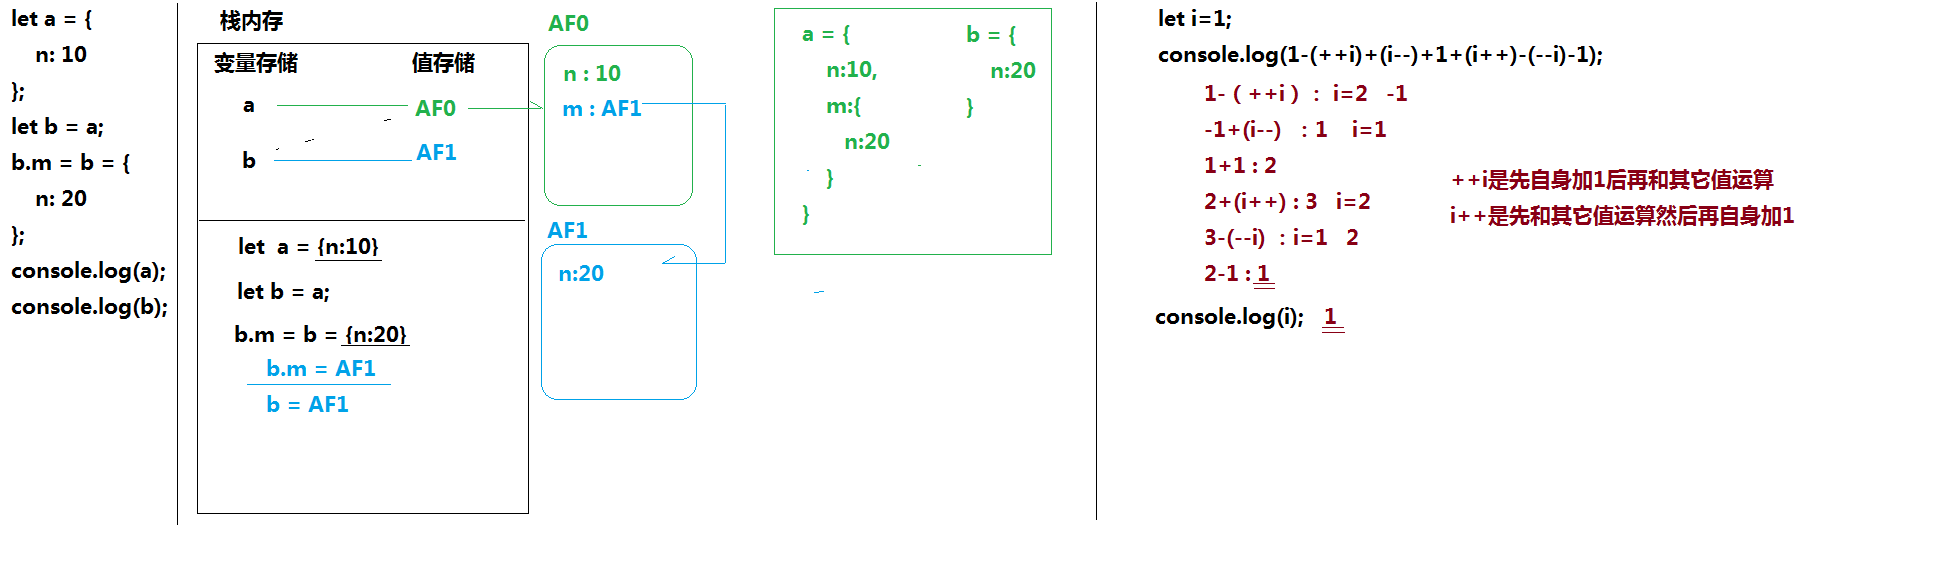 let a = {
n: 10
};
let b = a;
b.m = b = {
n: 20
};
console.log(a);
console.log(b);
栈内存
变量存储 值存储
a AF0
b AF1
let a = {n:10}
let b = a;
b.m = b = {n:20}
b.m = AF1
b = AF1
AF0
n : 10
m : AF1
AF1
n:20
a = {
n:10,
m:{
n:20
}
}
b = {
n:20
}
let i=1;
console.log(1-(++i)+(i--)+1+(i++)-(--i)-1);
1-（++i）: i=2 -1
-1+(i--) : 1 i=1
1+1 : 2
2+(i++) : 3 i=2
3-(--i) : i=1 2
2-1 : 1
console.log(i); 1
++i是先自身加1后再和其它值运算
i++是先和其它值运算然后再自身加1